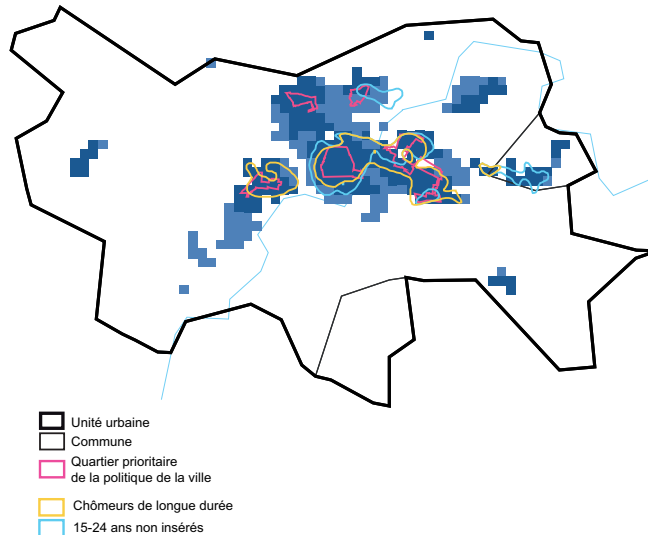 Unité urbaine
Commune
Quartier prioritaire
de la politique de la ville
Chômeurs de longue durée
15-24 ans non insérés